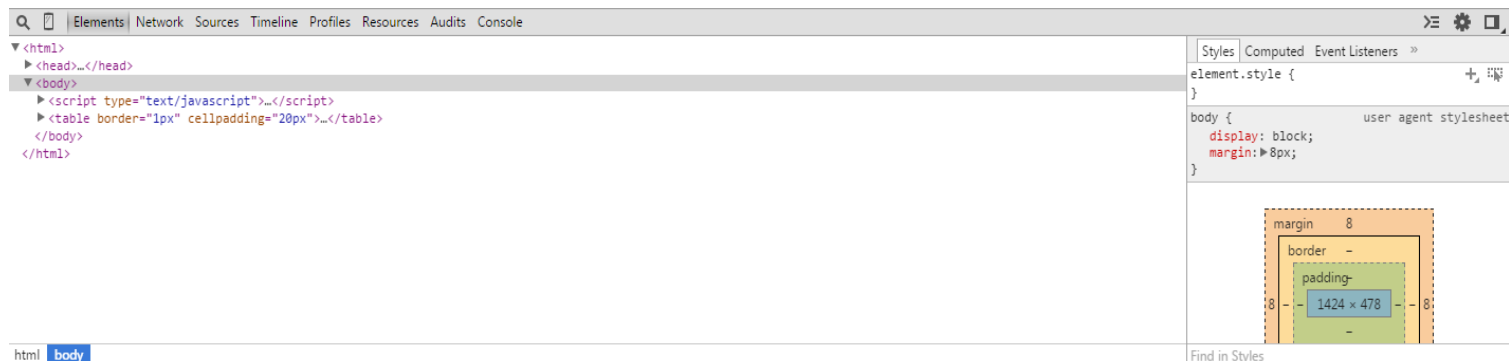 Elements Network Sources Timeline Profiles Resources Audits Console
▼<html>
▶<head>…</head>
▼<body>
▶<script type="text/javascript">…</script>
▶<table border="1px" cellpadding="20px">…</table>
</body>
</html>
html body
Styles Computed Event Listeners »
element.style {
}
body { user agent stylesheet
display: block;
margin:▶8px;
}
margin 8
border –
padding-
8 – – 1424 × 478 – – 8
–
Find in Styles